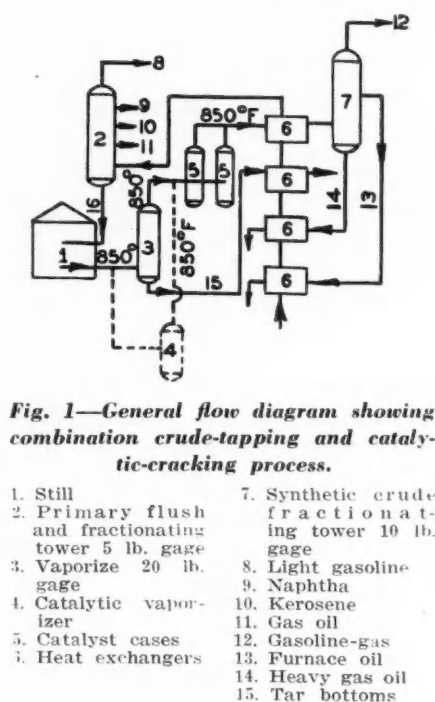 12
8
850°F
7
9
10
11
2
6
5
5
6
14
13
16
850°
850°F
3
6
1
850°
15
6
4
Fig. 1—General flow diagram showing
combination crude-tapping and cataly-
tic-cracking process.
1. Still
2. Primary flush
and fractionating
tower 5 lb. gage
3. Vaporize 20 lb.
gage
4. Catalytic vapor-
izer
5. Catalyst cases
6. Heat exchangers
7. Synthetic crude
fractionat-
ing tower 10 lb.
gage
8. Light gasoline
9. Naphtha
10. Kerosene
11. Gas oil
12. Gasoline-gas
13. Furnace oil
14. Heavy gas oil
15. Tar bottoms